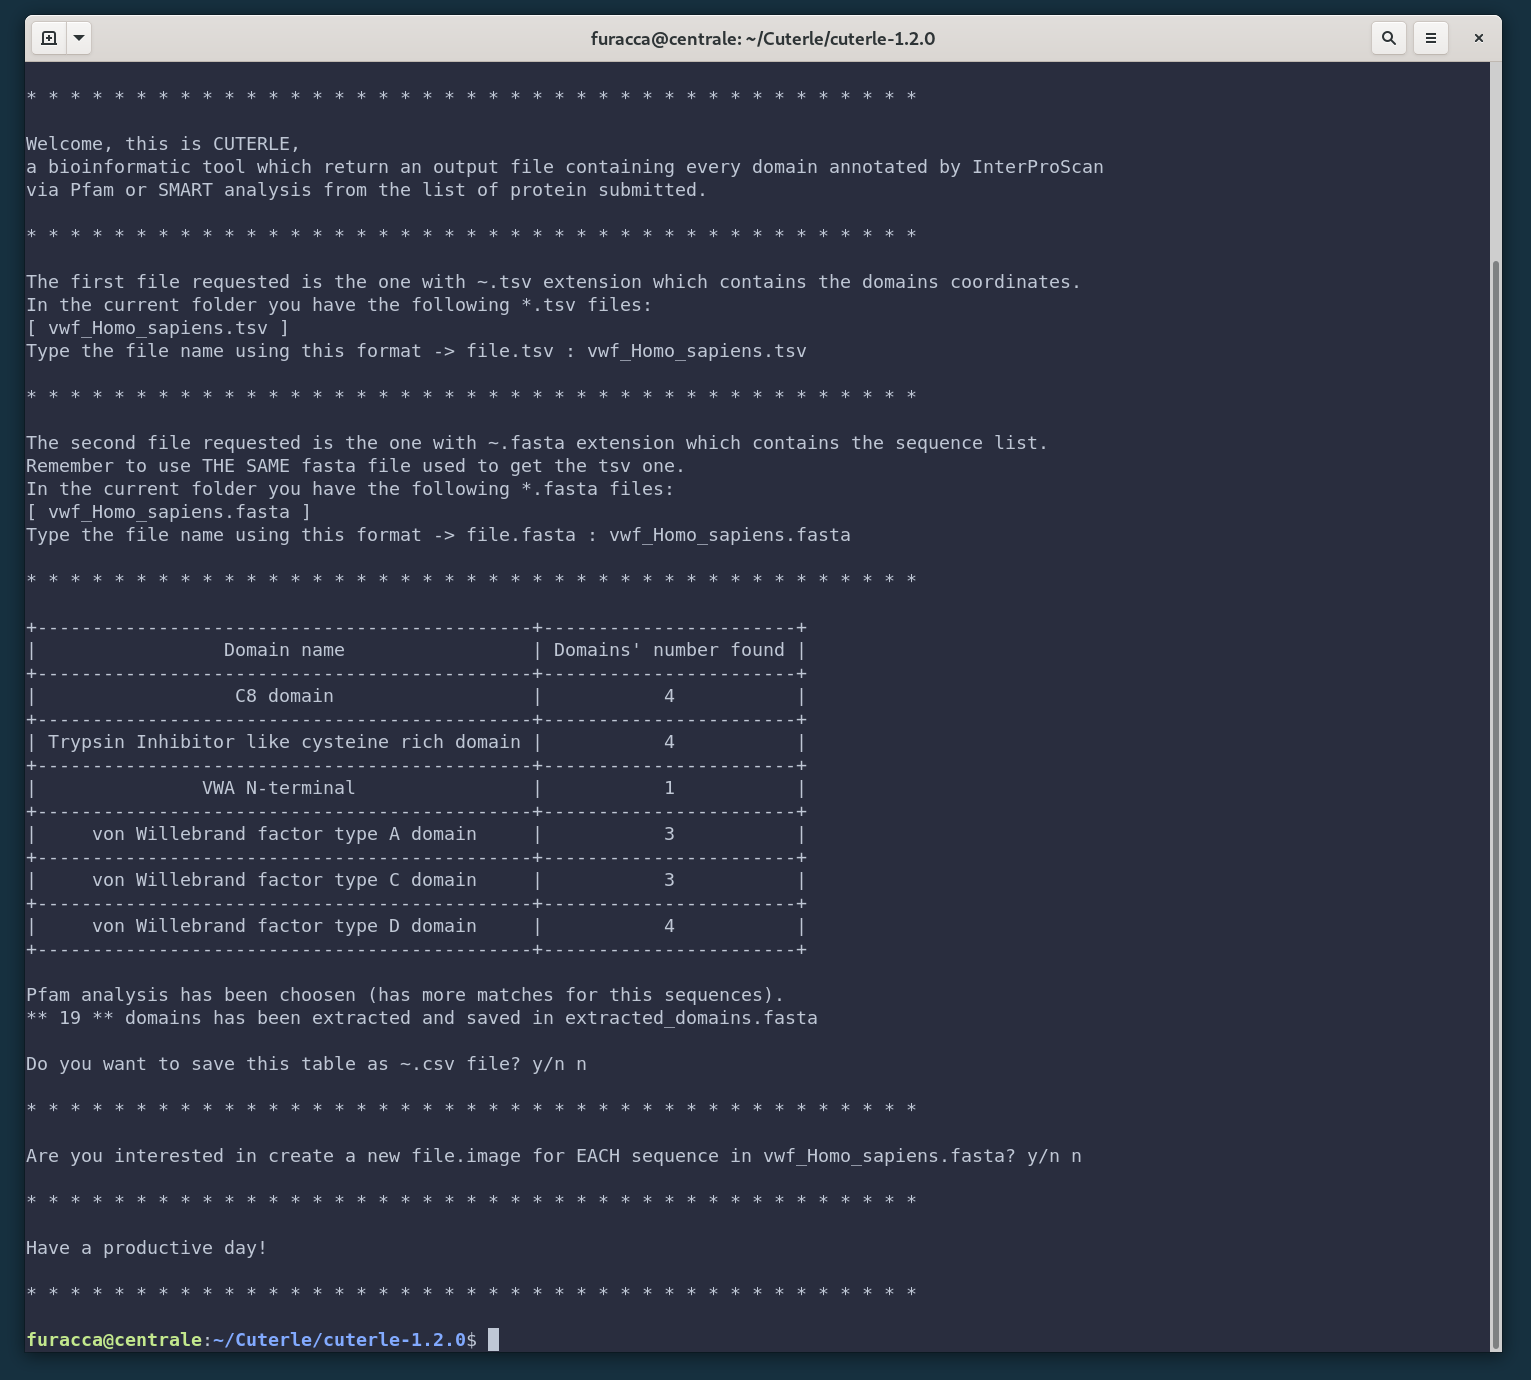 furacca@centrale: ~/Cuterle/cuterle-1.2.0
* * * * * * * * * * * * * * * * * * * * * * * * * * * * * * * * * * * * * * * * *
Welcome, this is CUTERLE,
a bioinformatic tool which return an output file containing every domain annotated by InterProScan
via Pfam or SMART analysis from the list of protein submitted.
* * * * * * * * * * * * * * * * * * * * * * * * * * * * * * * * * * * * * * * * *
The first file requested is the one with ~.tsv extension which contains the domains coordinates.
In the current folder you have the following *.tsv files:
[ vwf_Homo_sapiens.tsv ]
Type the file name using this format -> file.tsv : vwf_Homo_sapiens.tsv
* * * * * * * * * * * * * * * * * * * * * * * * * * * * * * * * * * * * * * * * *
The second file requested is the one with ~.fasta extension which contains the sequence list.
Remember to use THE SAME fasta file used to get the tsv one.
In the current folder you have the following *.fasta files:
[ vwf_Homo_sapiens.fasta ]
Type the file name using this format -> file.fasta : vwf_Homo_sapiens.fasta
* * * * * * * * * * * * * * * * * * * * * * * * * * * * * * * * * * * * * * * * *
+---------------------------------------------+-----------------------+
|                 Domain name                 | Domains' number found |
+---------------------------------------------+-----------------------+
|                  C8 domain                  |           4           |
+---------------------------------------------+-----------------------+
| Trypsin Inhibitor like cysteine rich domain |           4           |
+---------------------------------------------+-----------------------+
|               VWA N-terminal                |           1           |
+---------------------------------------------+-----------------------+
|     von Willebrand factor type A domain     |           3           |
+---------------------------------------------+-----------------------+
|     von Willebrand factor type C domain     |           3           |
+---------------------------------------------+-----------------------+
|     von Willebrand factor type D domain     |           4           |
+---------------------------------------------+-----------------------+
Pfam analysis has been choosen (has more matches for this sequences).
** 19 ** domains has been extracted and saved in extracted_domains.fasta
Do you want to save this table as ~.csv file? y/n n
* * * * * * * * * * * * * * * * * * * * * * * * * * * * * * * * * * * * * * * * *
Are you interested in create a new file.image for EACH sequence in vwf_Homo_sapiens.fasta? y/n n
* * * * * * * * * * * * * * * * * * * * * * * * * * * * * * * * * * * * * * * * *
Have a productive day!
* * * * * * * * * * * * * * * * * * * * * * * * * * * * * * * * * * * * * * * * *
furacca@centrale:~/Cuterle/cuterle-1.2.0$